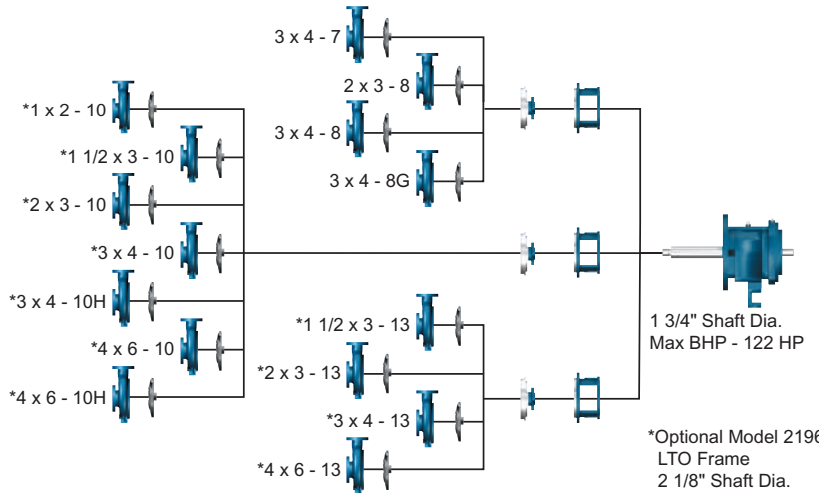 3 x 4 - 7
2 x 3 - 8
3 x 4 - 8
3 x 4 - 8G
*1 x 2 - 10
*1 1/2 x 3 - 10
*2 x 3 - 10
*3 x 4 - 10
*3 x 4 - 10H
*4 x 6 - 10
*4 x 6 - 10H
*1 1/2 x 3 - 13
*2 x 3 - 13
*3 x 4 - 13
*4 x 6 - 13
1 3/4" Shaft Dia.
Max BHP - 122 HP
*Optional Model 2196
LTO Frame
2 1/8" Shaft Dia.